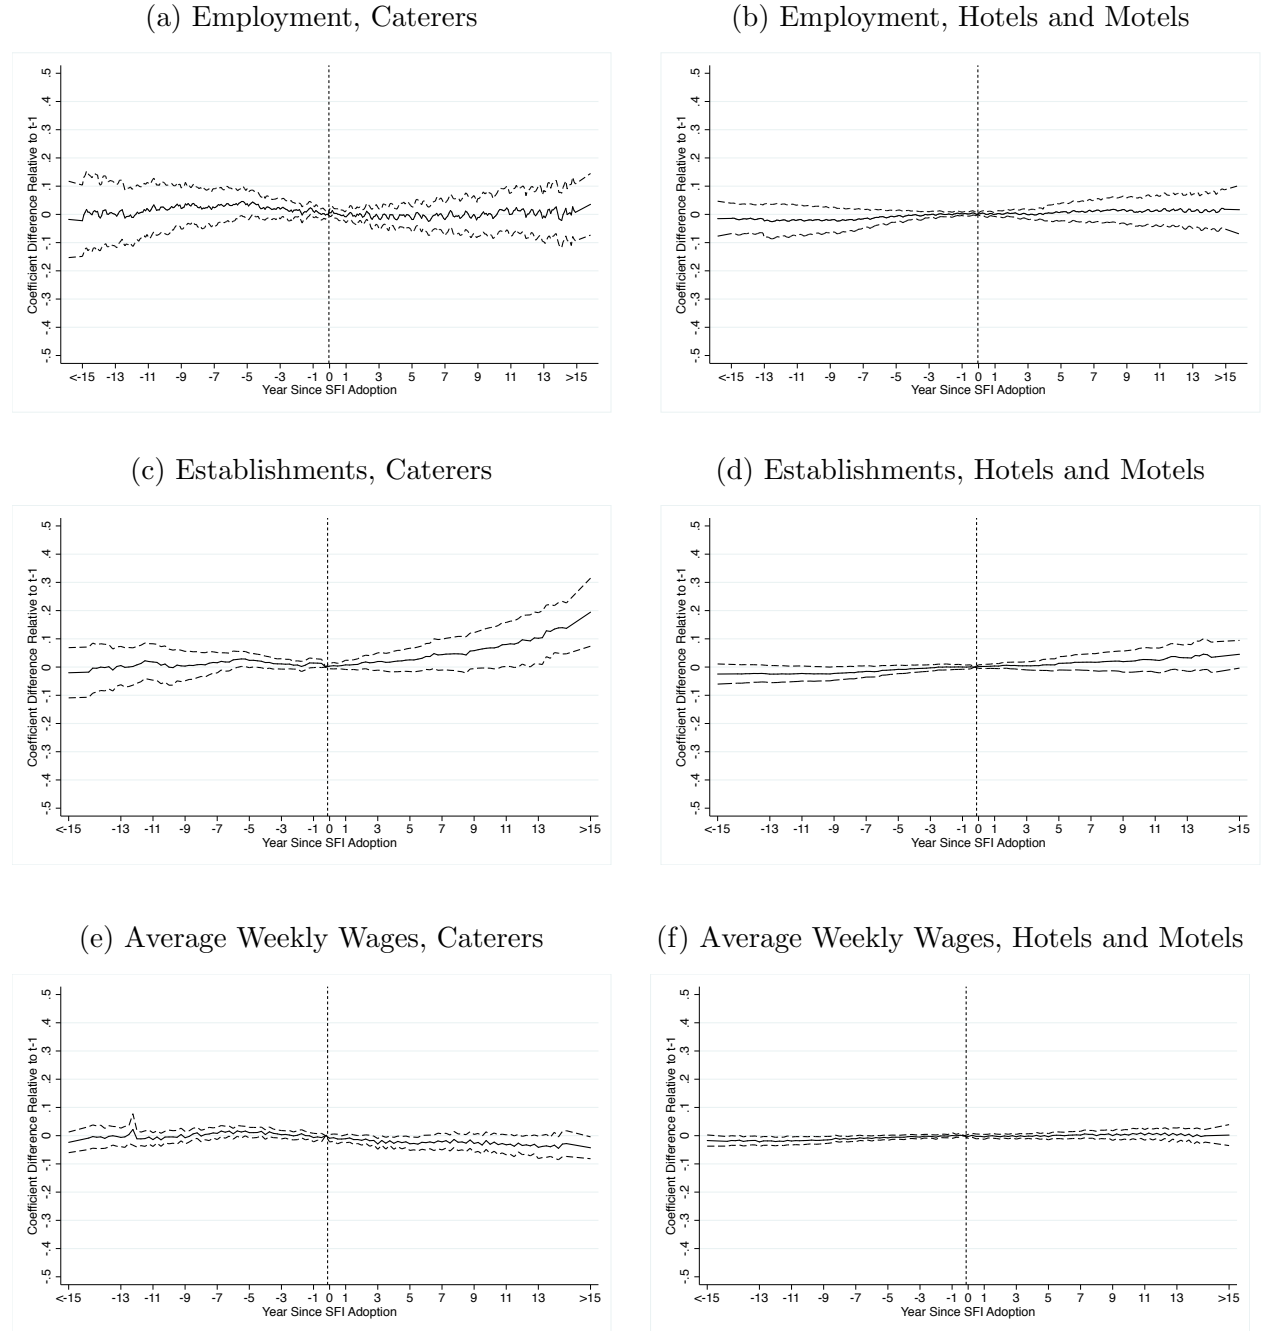 (a) Employment, Caterers
(b) Employment, Hotels and Motels
Coefficient Difference Relative to t-1
.5
.4
.3
.2
.1
0
-.1
-.2
-.3
-.4
-.5
<-15 -13 -11 -9 -7 -5 -3 -1 0 1 3 5 7 9 11 13 >15
Year Since SFI Adoption
Coefficient Difference Relative to t-1
.5
.4
.3
.2
.1
0
-.1
-.2
-.3
-.4
-.5
<-15 -13 -11 -9 -7 -5 -3 -1 0 1 3 5 7 9 11 13 >15
Year Since SFI Adoption
(c) Establishments, Caterers
(d) Establishments, Hotels and Motels
Coefficient Difference Relative to t-1
.5
.4
.3
.2
.1
0
-.1
-.2
-.3
-.4
-.5
<-15 -13 -11 -9 -7 -5 -3 -1 0 1 3 5 7 9 11 13 >15
Year Since SFI Adoption
Coefficient Difference Relative to t-1
.5
.4
.3
.2
.1
0
-.1
-.2
-.3
-.4
-.5
<-15 -13 -11 -9 -7 -5 -3 -1 0 1 3 5 7 9 11 13 >15
Year Since SFI Adoption
(e) Average Weekly Wages, Caterers
(f) Average Weekly Wages, Hotels and Motels
Coefficient Difference Relative to t-1
.5
.4
.3
.2
.1
0
-.1
-.2
-.3
-.4
-.5
<-15 -13 -11 -9 -7 -5 -3 -1 0 1 3 5 7 9 11 13 >15
Year Since SFI Adoption
Coefficient Difference Relative to t-1
.5
.4
.3
.2
.1
0
-.1
-.2
-.3
-.4
-.5
<-15 -13 -11 -9 -7 -5 -3 -1 0 1 3 5 7 9 11 13 >15
Year Since SFI Adoption